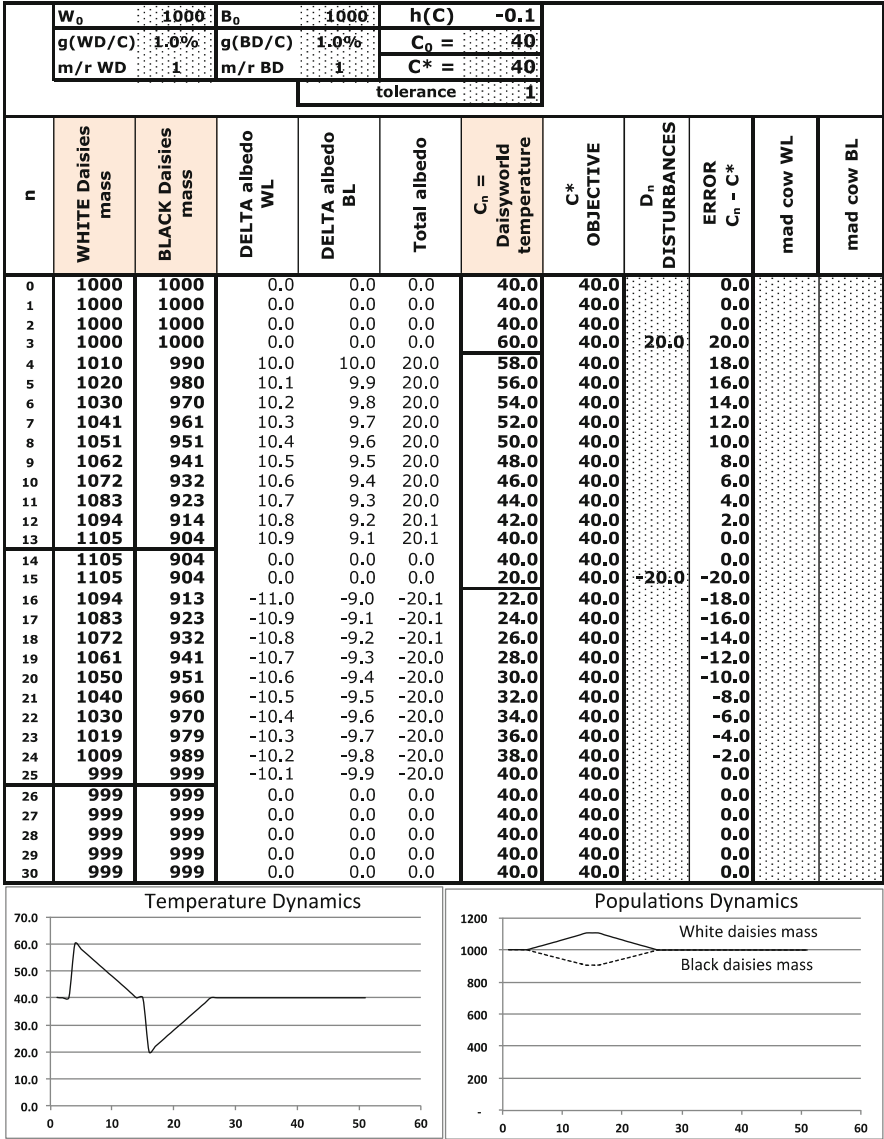 W₀ 1000 B₀ 1000 h(C) -0.1
g(WD/C) 1.0% g(BD/C) 1.0% C₀ = 40
m/r WD 1 m/r BD 1 C* = 40
tolerance 1
n WHITE Daisies mass BLACK Daisies mass DELTA albedo WL DELTA albedo BL Total albedo Cₙ = Daisyworld temperature C* OBJECTIVE Dₙ DISTURBANCES ERROR Cₙ - C* mad cow WL mad cow BL
0 1000 1000 0.0 0.0 0.0 40.0 40.0 0.0
1 1000 1000 0.0 0.0 0.0 40.0 40.0 0.0
2 1000 1000 0.0 0.0 0.0 40.0 40.0 0.0
3 1000 1000 0.0 0.0 0.0 60.0 40.0 20.0 20.0
4 1010 990 10.0 10.0 20.0 58.0 40.0 18.0
5 1020 980 10.1 9.9 20.0 56.0 40.0 16.0
6 1030 970 10.2 9.8 20.0 54.0 40.0 14.0
7 1041 961 10.3 9.7 20.0 52.0 40.0 12.0
8 1051 951 10.4 9.6 20.0 50.0 40.0 10.0
9 1062 941 10.5 9.5 20.0 48.0 40.0 8.0
10 1072 932 10.6 9.4 20.0 46.0 40.0 6.0
11 1083 923 10.7 9.3 20.0 44.0 40.0 4.0
12 1094 914 10.8 9.2 20.1 42.0 40.0 2.0
13 1105 904 10.9 9.1 20.1 40.0 40.0 0.0
14 1105 904 0.0 0.0 0.0 40.0 40.0 0.0
15 1105 904 0.0 0.0 0.0 20.0 40.0 -20.0 -20.0
16 1094 913 -11.0 -9.0 -20.1 22.0 40.0 -18.0
17 1083 923 -10.9 -9.1 -20.1 24.0 40.0 -16.0
18 1072 932 -10.8 -9.2 -20.1 26.0 40.0 -14.0
19 1061 941 -10.7 -9.3 -20.0 28.0 40.0 -12.0
20 1050 951 -10.6 -9.4 -20.0 30.0 40.0 -10.0
21 1040 960 -10.5 -9.5 -20.0 32.0 40.0 -8.0
22 1030 970 -10.4 -9.6 -20.0 34.0 40.0 -6.0
23 1019 979 -10.3 -9.7 -20.0 36.0 40.0 -4.0
24 1009 989 -10.2 -9.8 -20.0 38.0 40.0 -2.0
25 999 999 -10.1 -9.9 -20.0 40.0 40.0 0.0
26 999 999 0.0 0.0 0.0 40.0 40.0 0.0
27 999 999 0.0 0.0 0.0 40.0 40.0 0.0
28 999 999 0.0 0.0 0.0 40.0 40.0 0.0
29 999 999 0.0 0.0 0.0 40.0 40.0 0.0
30 999 999 0.0 0.0 0.0 40.0 40.0 0.0
Temperature Dynamics
70.0
60.0
50.0
40.0
30.0
20.0
10.0
0.0
0 10 20 30 40 50 60
Populations Dynamics
1200
1000
800
600
400
200
-
White daisies mass
Black daisies mass
0 10 20 30 40 50 60